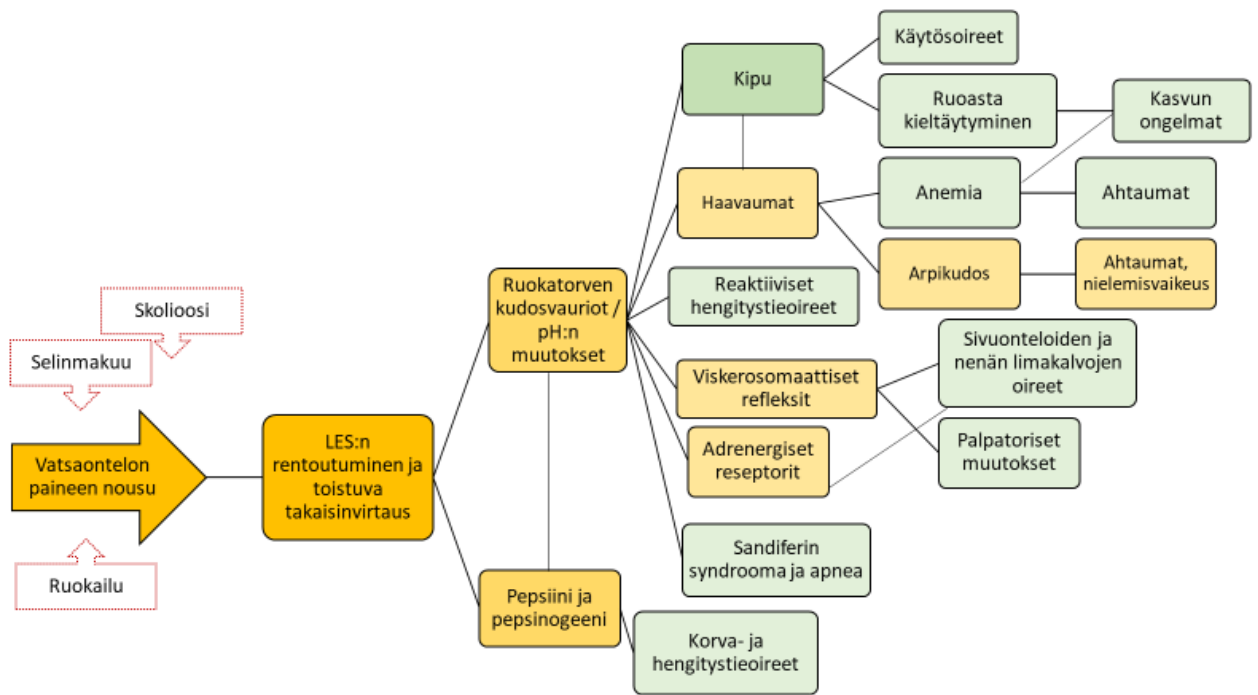 Skolioosi
Selinmakuu
Vatsaontelon
paineen nousu
Ruokailu
LES:n
rentoutuminen ja
toistuva
takaisinvirtaus
Ruokatorven
kudosvauriot /
pH:n
muutokset
Pepsiini ja
pepsinogeeni
Kipu
Haavaumat
Reaktiiviset
hengitystieoireet
Viskerosomaattiset
refleksit
Adrenergiset
reseptorit
Sandiferin
syndrooma ja apnea
Korva- ja
hengitystieoireet
Käytösoireet
Ruoasta
kieltäytyminen
Kasvun
ongelmat
Anemia
Ahtaumat
Arpikudos
Ahtaumat,
nielemisvaikeus
Sivuonteloiden ja
nenän limakalvojen
oireet
Palpatoriset
muutokset